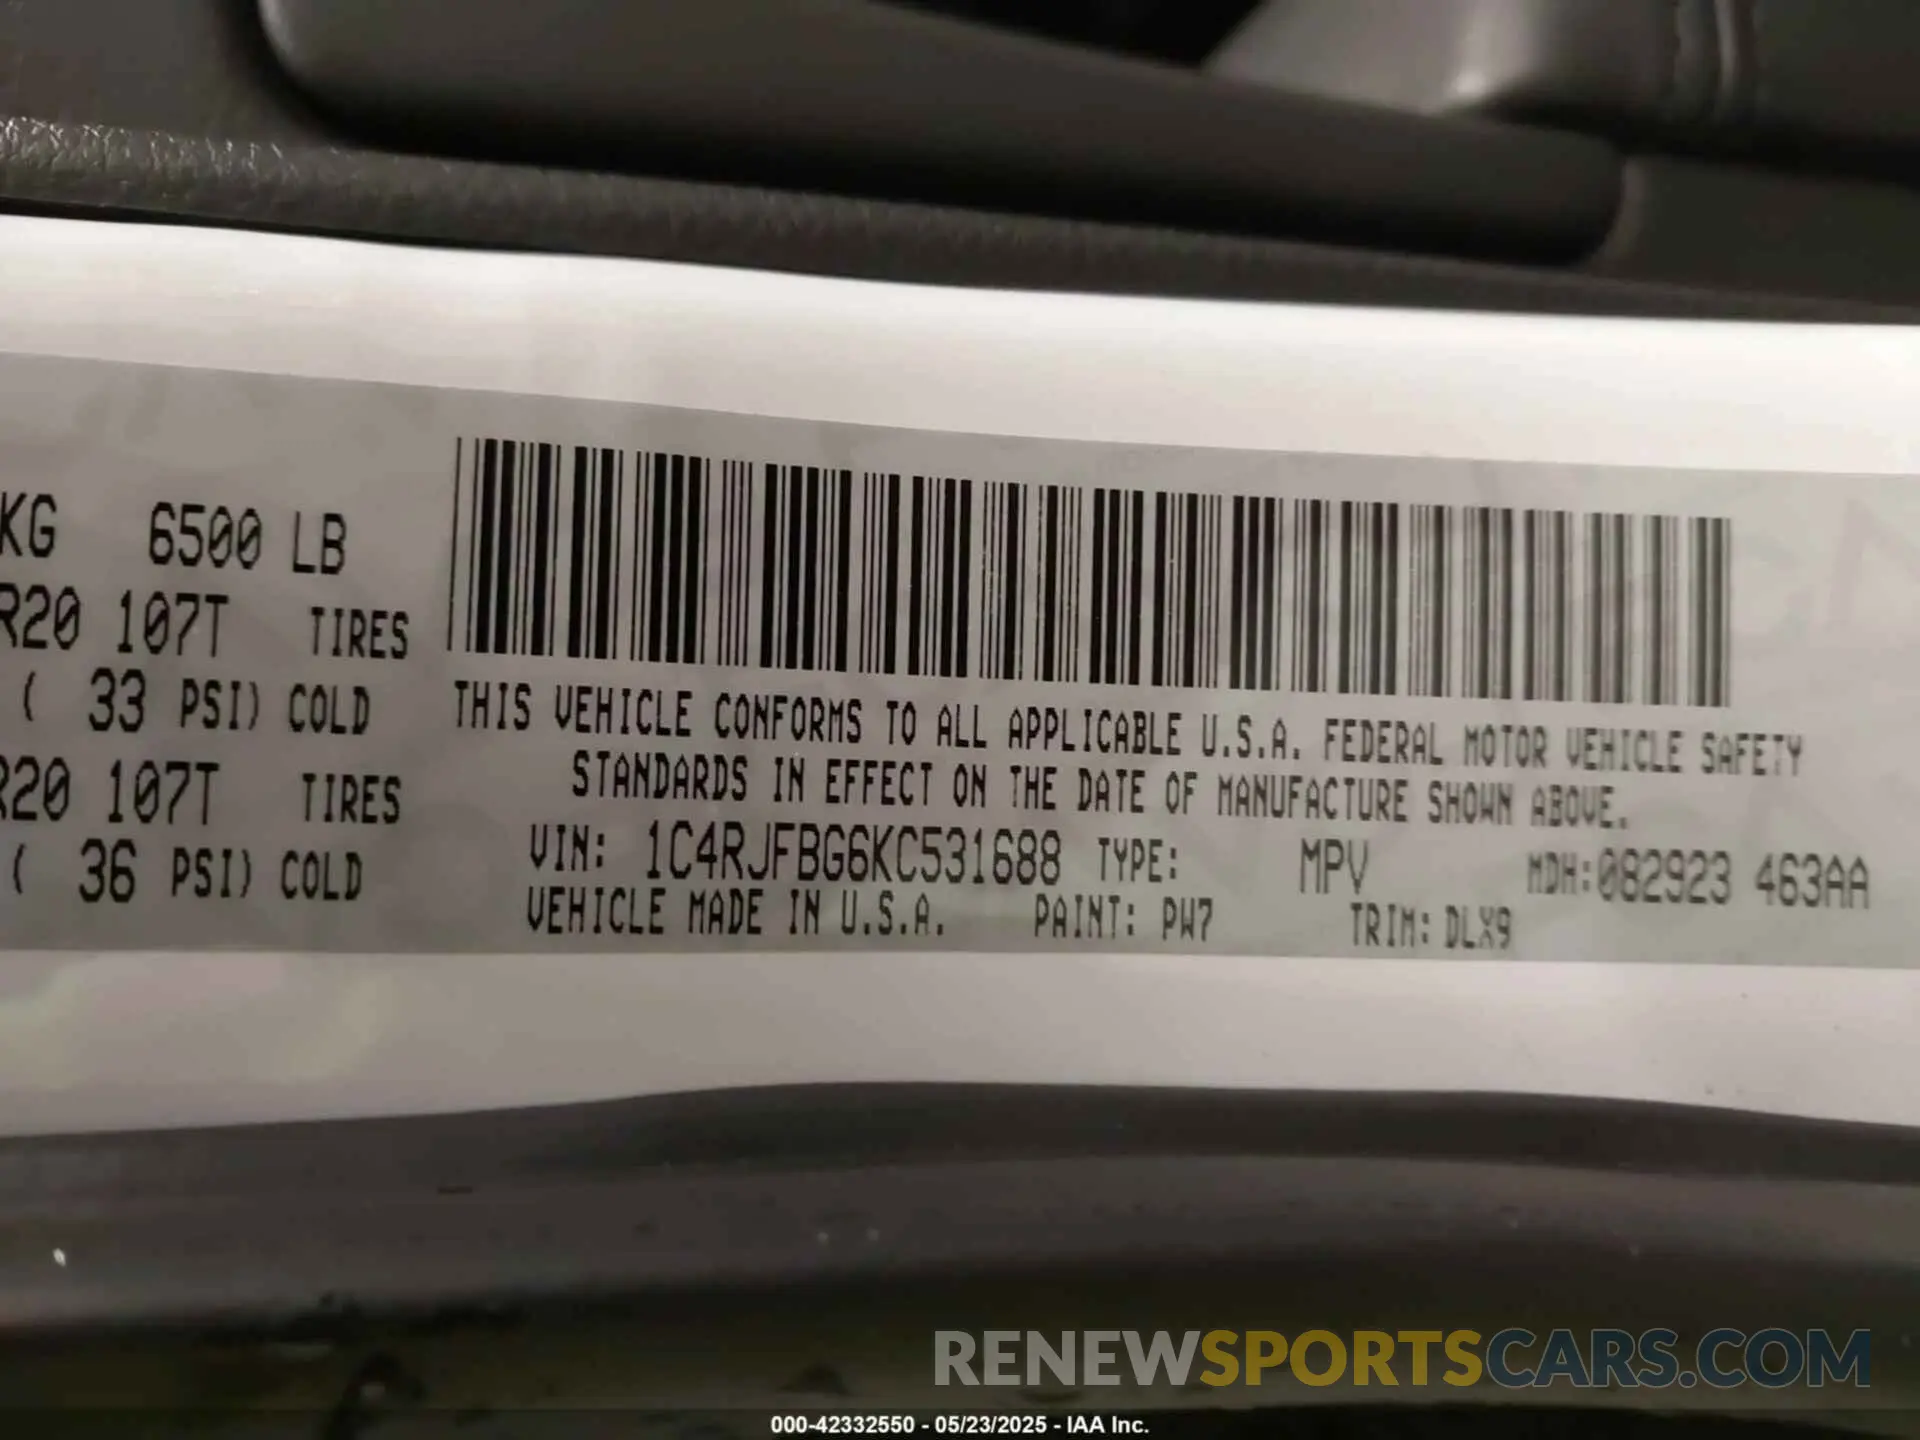 KG 6500 LB
R20 107T TIRES
( 33 PSI) COLD
R20 107T TIRES
( 36 PSI) COLD
THIS VEHICLE CONFORMS TO ALL APPLICABLE U.S.A. FEDERAL MOTOR VEHICLE SAFETY
STANDARDS IN EFFECT ON THE DATE OF MANUFACTURE SHOWN ABOVE.
VIN: 1C4RJFBG6KC531688 TYPE: MPV MDH:082923 463AA
VEHICLE MADE IN U.S.A. PAINT: PW7 TRIM: DLX9
RENEWSPORTSCARS.COM
000-42332550 - 05/23/2025 - IAA Inc.